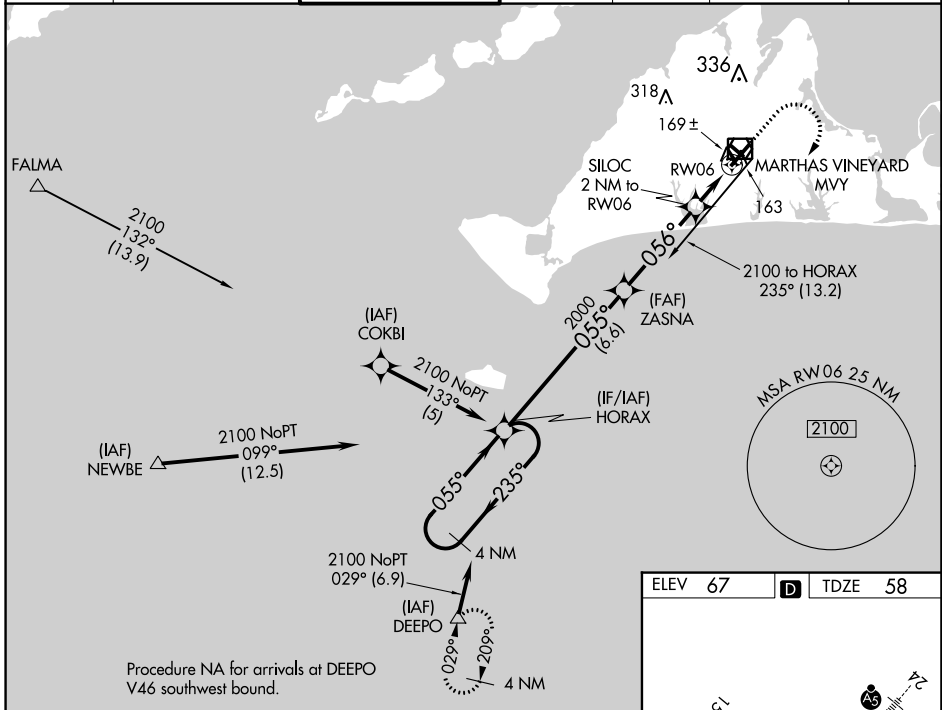 336
318
169±
FALMA
SILOC
2 NM to
RW06
RW06
MARTHAS VINEYARD
MVY
163
2100
132°
(13.9)
056°
2100 to HORAX
235° (13.2)
(FAF)
ZASNA
2000
055°
(6.6)
(IAF)
COKBI
2100 NoPT
133°
(5)
(IF/IAF)
HORAX
MSA RW06 25 NM
2100
(IAF)
NEWBE
2100 NoPT
099°
(12.5)
055°
235°
4 NM
2100 NoPT
029° (6.9)
(IAF)
DEEPO
029°
209°
4 NM
Procedure NA for arrivals at DEEPO
V46 southwest bound.
ELEV 67 D TDZE 58
24
A5
15